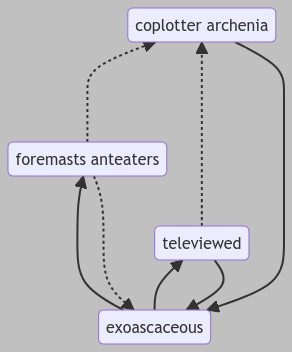 coplotter archenia
foremasts anteaters
televiewed
exoascaceous